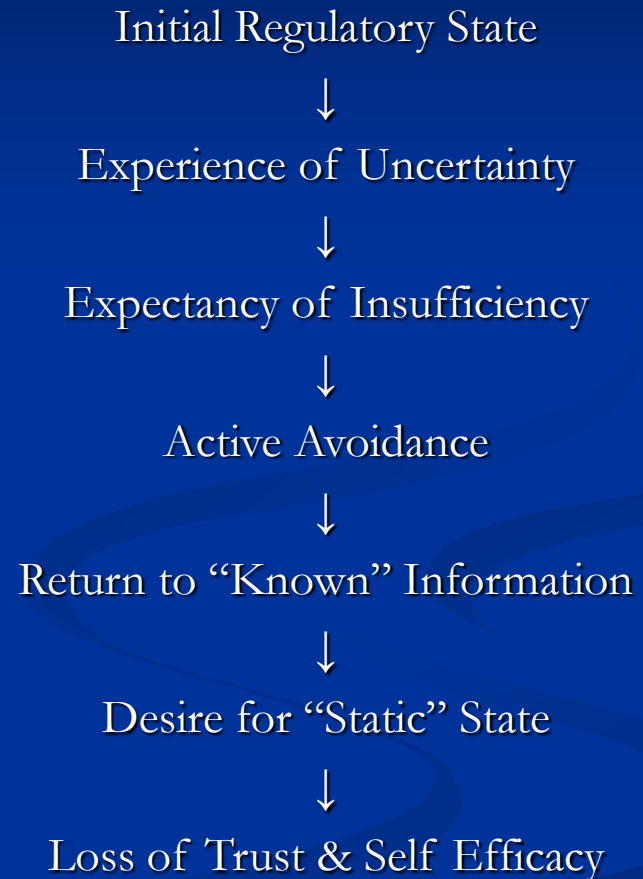 Initial Regulatory State
↓
Experience of Uncertainty
↓
Expectancy of Insufficiency
↓
Active Avoidance
↓
Return to “Known” Information
↓
Desire for “Static” State
↓
Loss of Trust & Self Efficacy